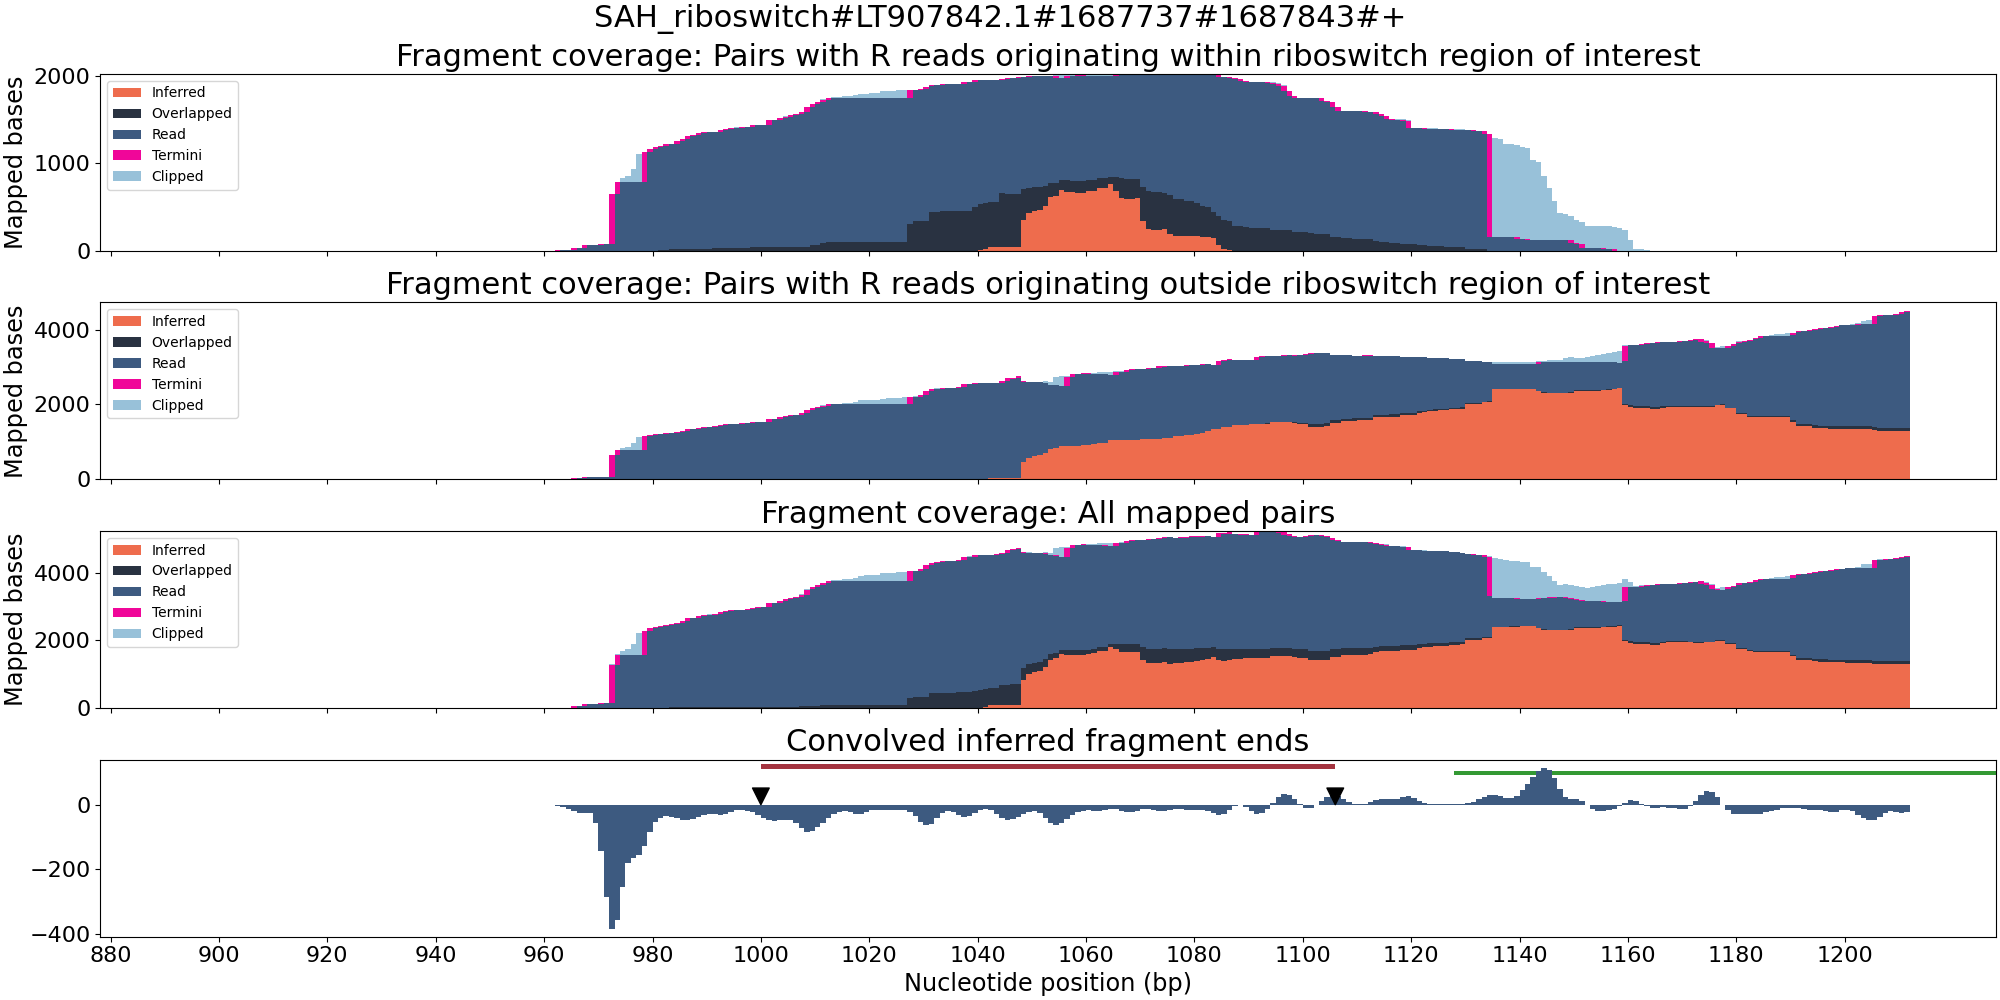 SAH_riboswitch#LT907842.1#1687737#1687843#+
Fragment coverage: Pairs with R reads originating within riboswitch region of interest
Mapped bases
2000
1000
0
Inferred
Overlapped
Read
Termini
Clipped
Fragment coverage: Pairs with R reads originating outside riboswitch region of interest
Mapped bases
4000
2000
0
Inferred
Overlapped
Read
Termini
Clipped
Fragment coverage: All mapped pairs
Mapped bases
4000
2000
0
Inferred
Overlapped
Read
Termini
Clipped
Convolved inferred fragment ends
0
−200
−400
880 900 920 940 960 980 1000 1020 1040 1060 1080 1100 1120 1140 1160 1180 1200
Nucleotide position (bp)